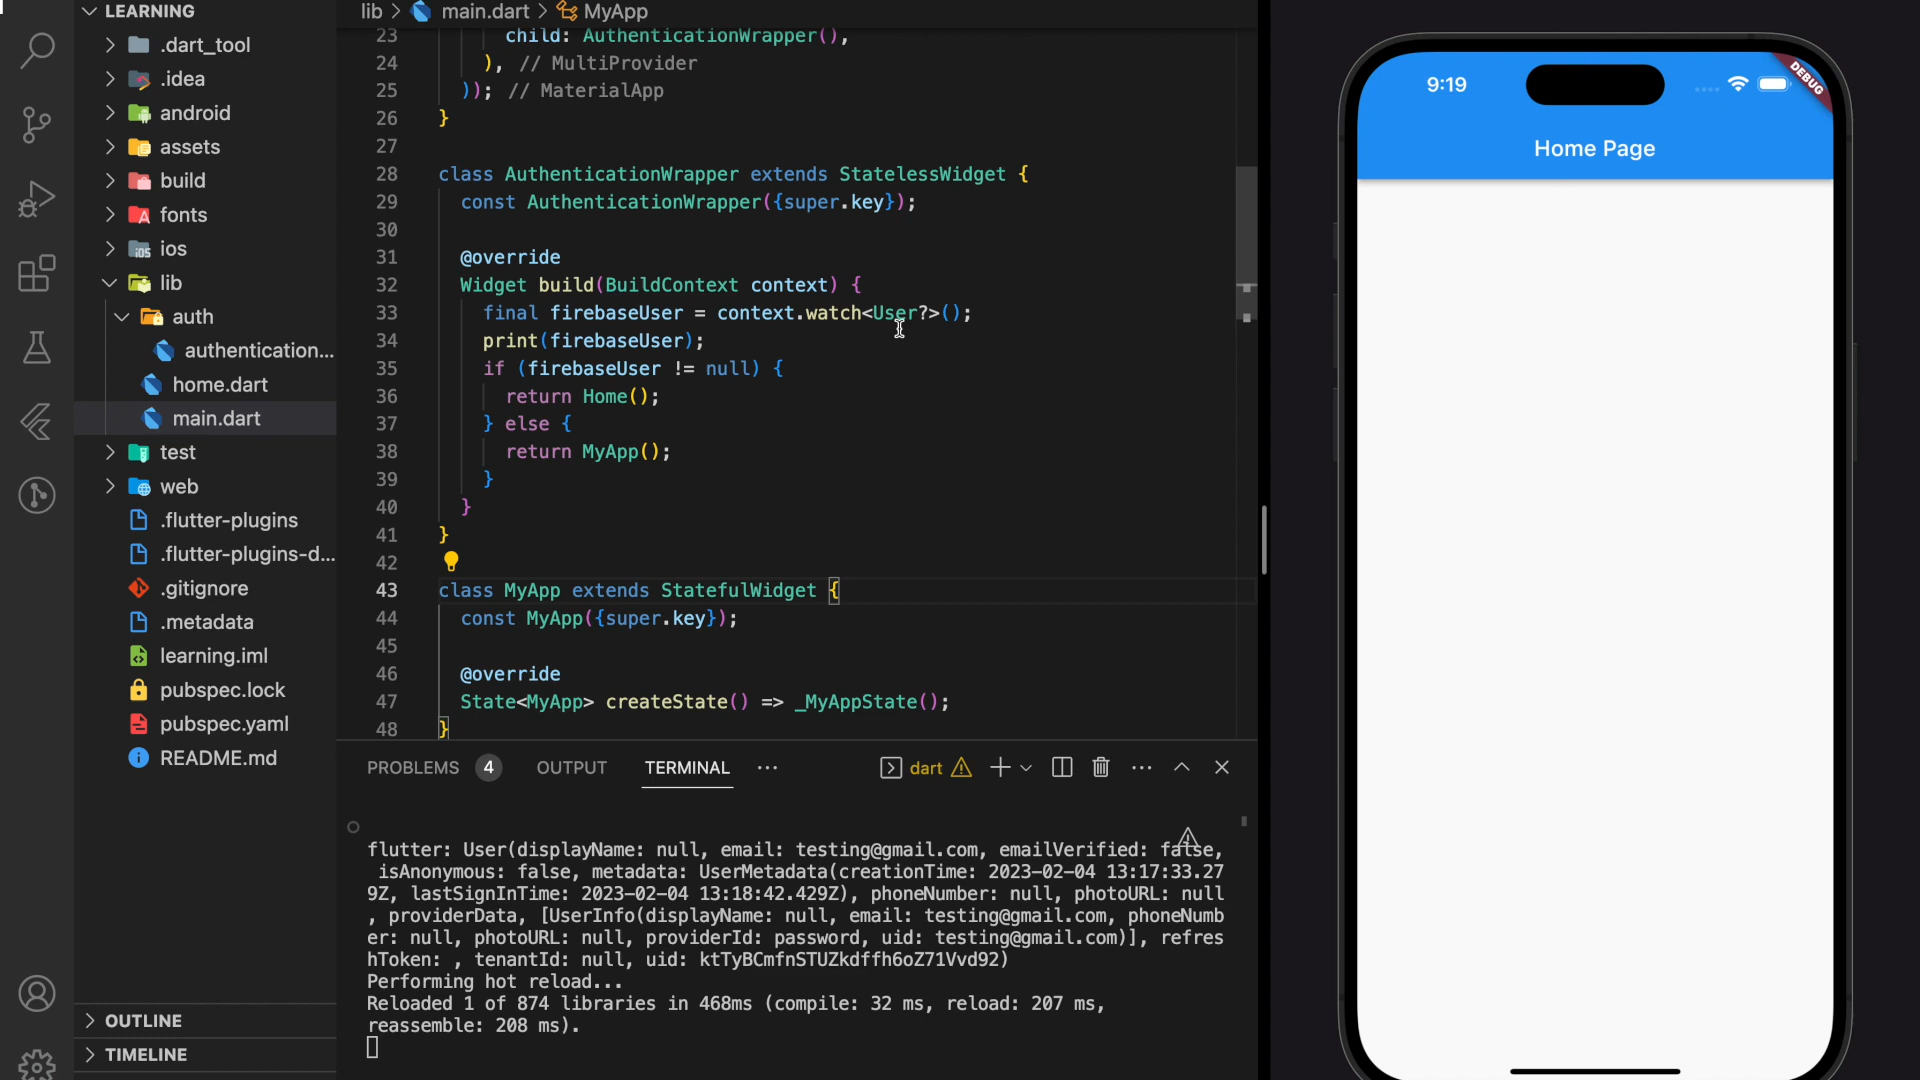 LEARNING
.dart_tool
.idea
android
assets
build
fonts
ios
lib
auth
authentication...
home.dart
main.dart
test
web
.flutter-plugins
.flutter-plugins-d...
.gitignore
.metadata
learning.iml
pubspec.lock
pubspec.yaml
README.md
OUTLINE
TIMELINE
lib > main.dart > MyApp
23 child: AuthenticationWrapper(),
24 ), // MultiProvider
25 )); // MaterialApp
26 }
27
28 class AuthenticationWrapper extends StatelessWidget {
29 const AuthenticationWrapper({super.key});
30
31 @override
32 Widget build(BuildContext context) {
33 final firebaseUser = context.watch<User?>();
34 print(firebaseUser);
35 if (firebaseUser != null) {
36 return Home();
37 } else {
38 return MyApp();
39 }
40 }
41 }
42
43 class MyApp extends StatefulWidget {
44 const MyApp({super.key});
45
46 @override
47 State<MyApp> createState() => _MyAppState();
48 }
PROBLEMS 4 OUTPUT TERMINAL ... dart
flutter: User(displayName: null, email: testing@gmail.com, emailVerified: false,
isAnonymous: false, metadata: UserMetadata(creationTime: 2023-02-04 13:17:33.27
9Z, lastSignInTime: 2023-02-04 13:18:42.429Z), phoneNumber: null, photoURL: null
, providerData, [UserInfo(displayName: null, email: testing@gmail.com, phoneNumb
er: null, photoURL: null, providerId: password, uid: testing@gmail.com)], refres
hToken: , tenantId: null, uid: ktTyBCmfnSTUZkdffh6oZ71Vvd92)
Performing hot reload...
Reloaded 1 of 874 libraries in 468ms (compile: 32 ms, reload: 207 ms,
reassemble: 208 ms).
9:19
DEBUG
Home Page